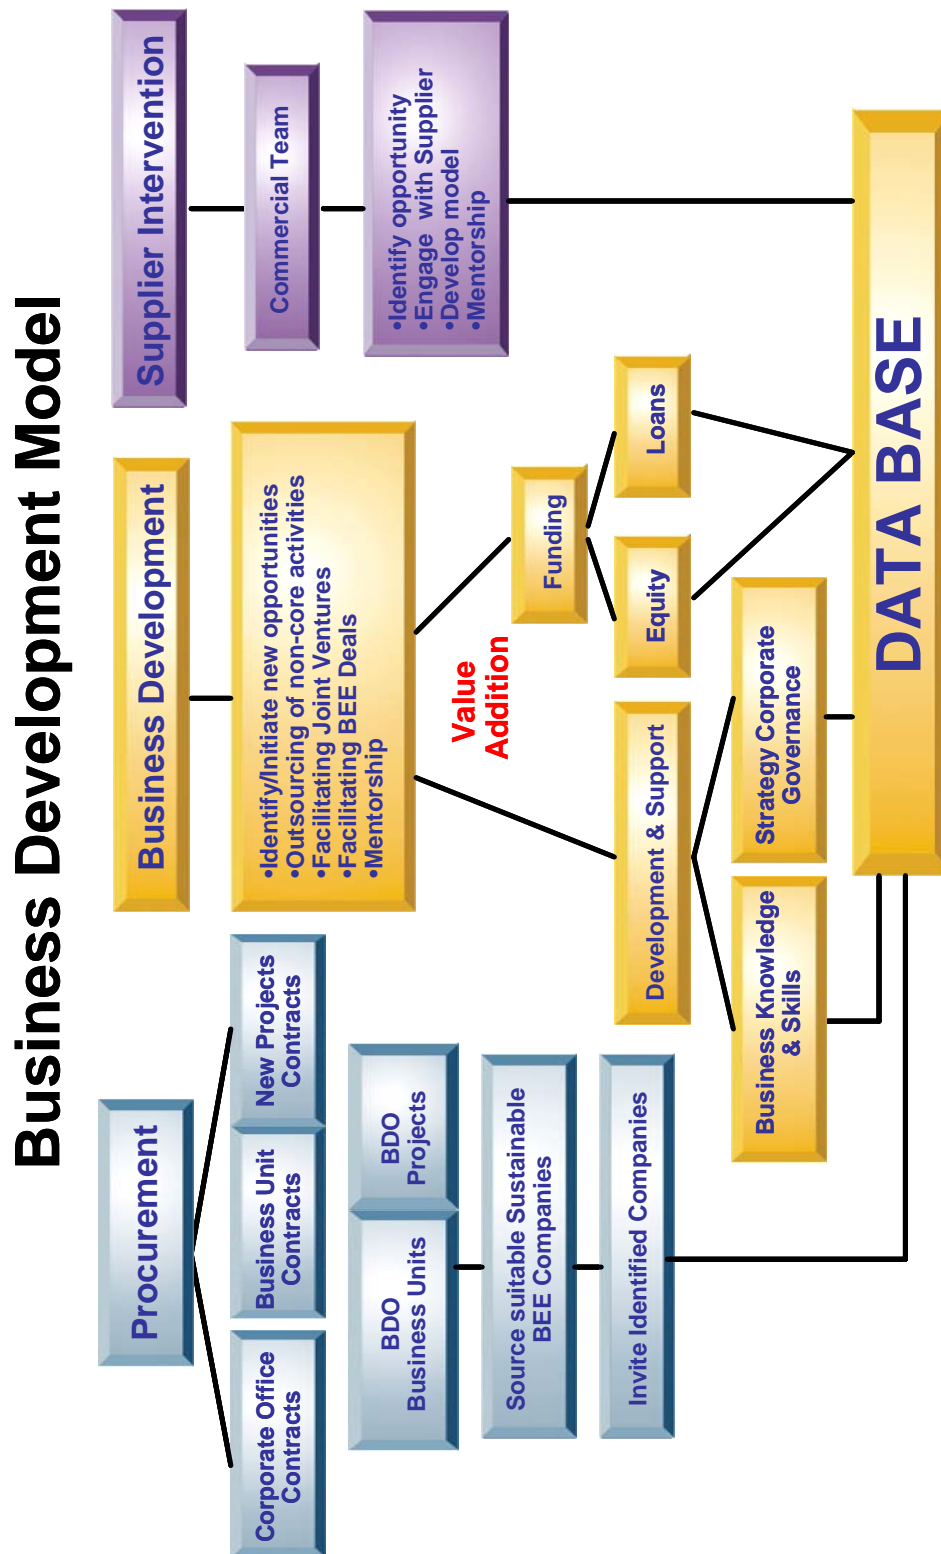 Business Development Model
Procurement
Corporate Office
Contracts
Business Unit
Contracts
New Projects
Contracts
BDO
Business Units
BDO
Projects
Source suitable Sustainable
BEE Companies
Invite Identified Companies
Business Development
•Identify/Initiate new opportunities
•Outsourcing of non-core activities
•Facilitating Joint Ventures
•Facilitating BEE Deals
•Mentorship
Value
Addition
Development & Support
Business Knowledge
& Skills
Strategy Corporate
Governance
Funding
Equity
Loans
Supplier Intervention
Commercial Team
•Identify opportunity
•Engage with Supplier
•Develop model
•Mentorship
DATA BASE